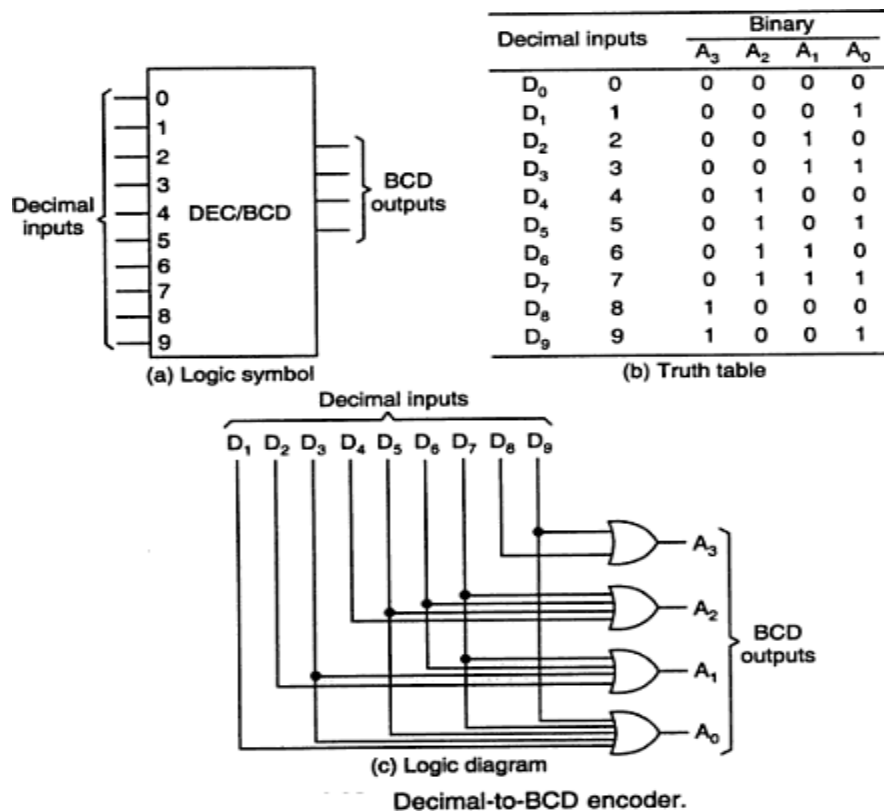 0
1
2
3
4
5
6
7
8
9
Decimal
inputs
DEC/BCD
BCD
outputs
(a) Logic symbol
Decimal inputs Binary
A₃ A₂ A₁ A₀
D₀ 0 0 0 0 0
D₁ 1 0 0 0 1
D₂ 2 0 0 1 0
D₃ 3 0 0 1 1
D₄ 4 0 1 0 0
D₅ 5 0 1 0 1
D₆ 6 0 1 1 0
D₇ 7 0 1 1 1
D₈ 8 1 0 0 0
D₉ 9 1 0 0 1
(b) Truth table
Decimal inputs
D₁ D₂ D₃ D₄ D₅ D₆ D₇ D₈ D₉
A₃
A₂
A₁
A₀
BCD
outputs
(c) Logic diagram
Decimal-to-BCD encoder.